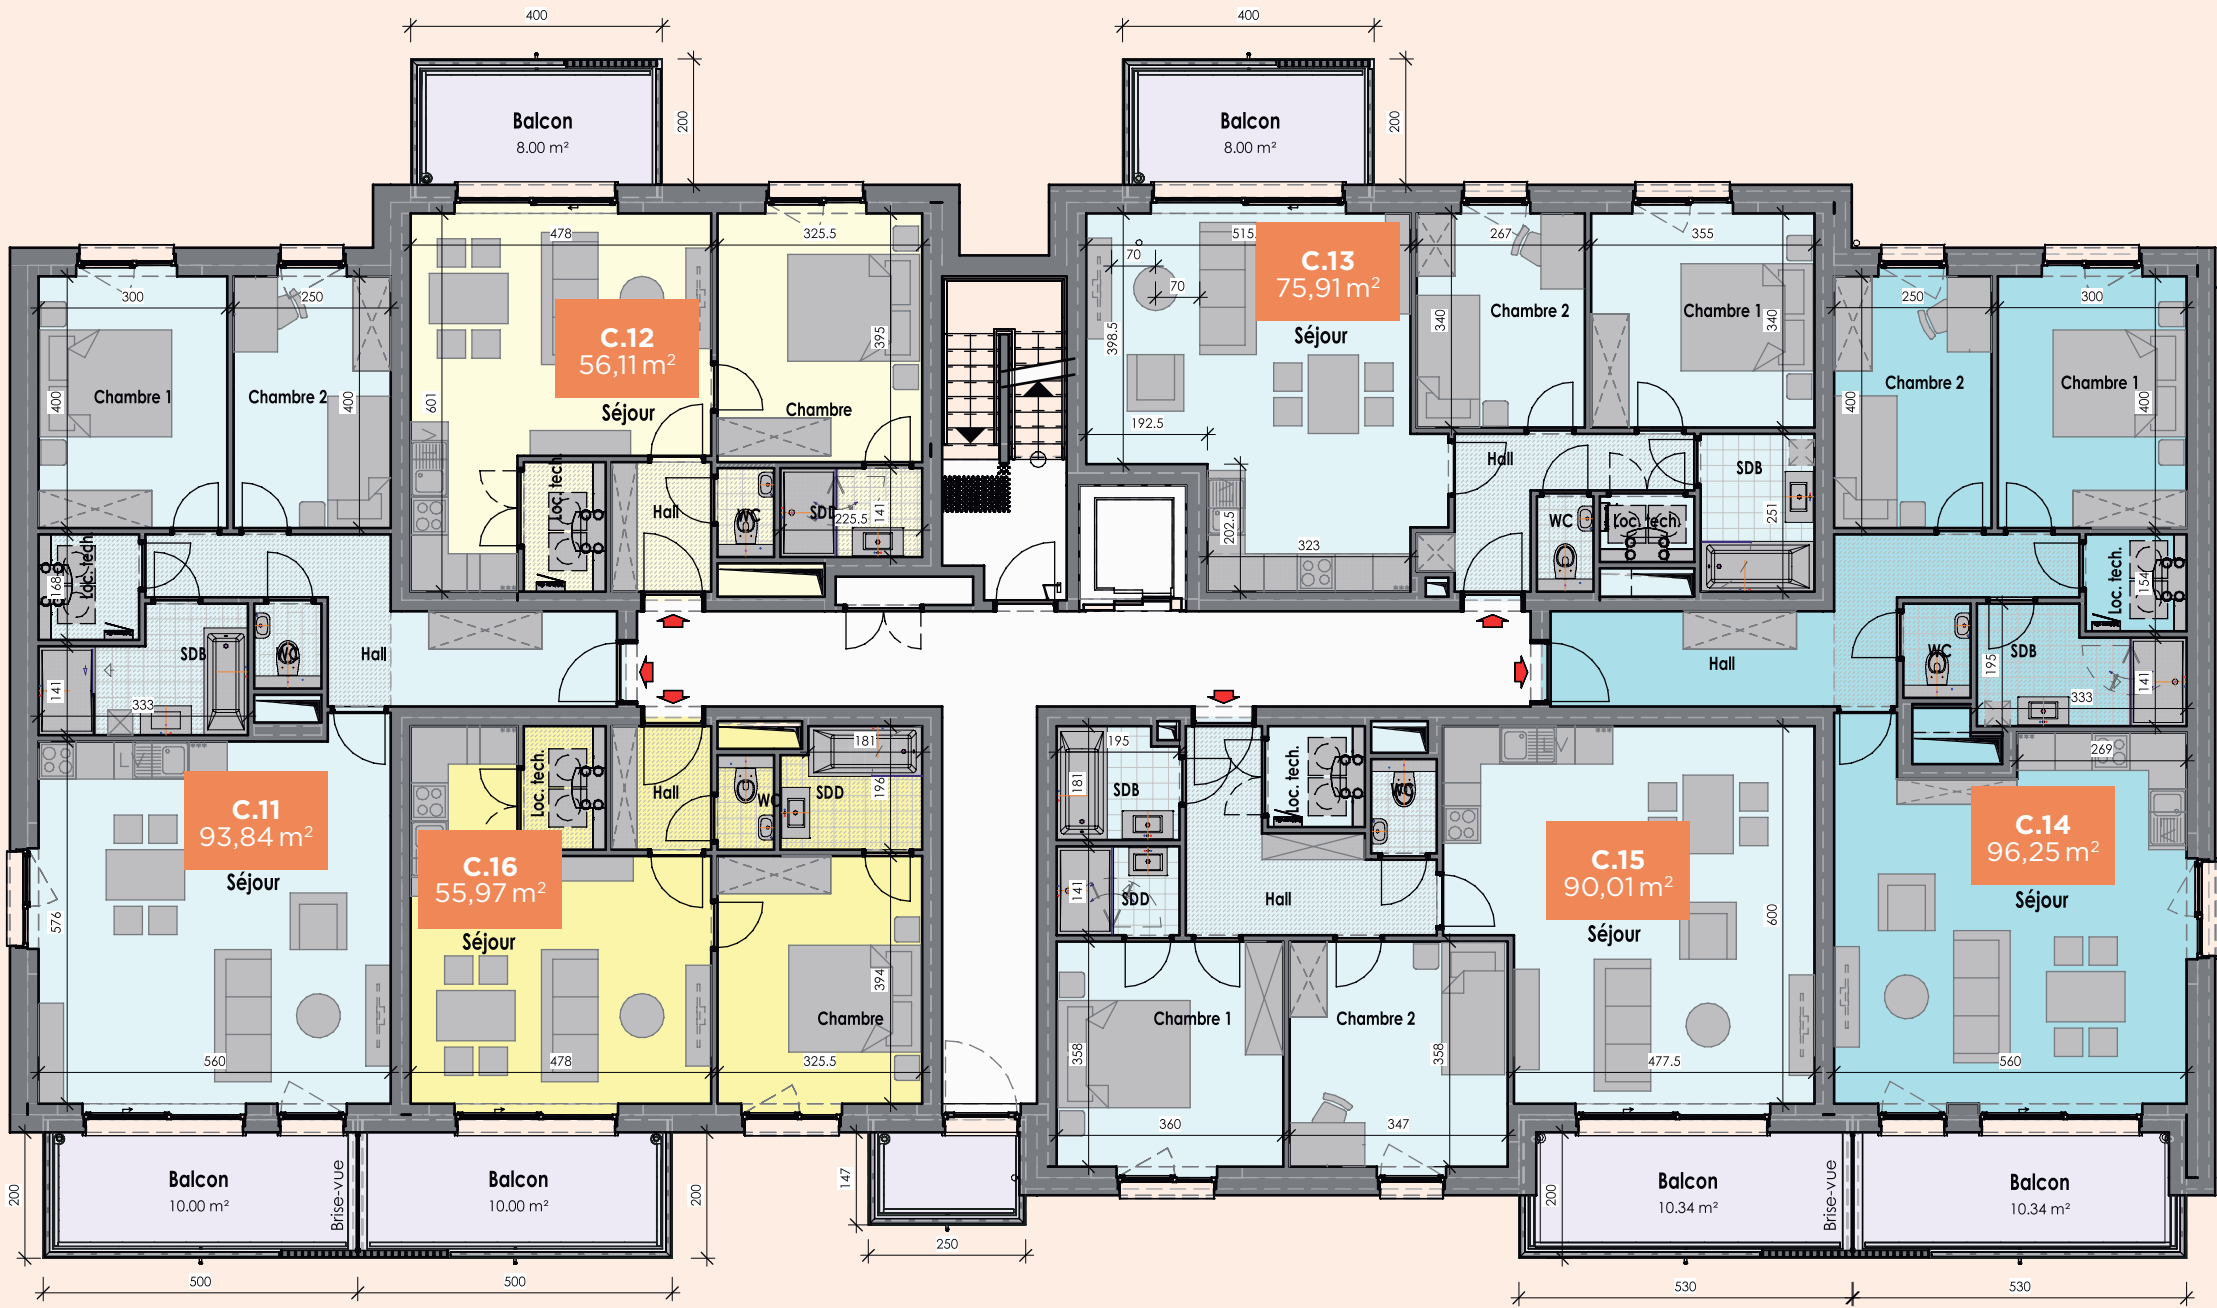 400
400
Balcon
8.00 m²
200
Balcon
8.00 m²
200
478
325.5
C.12
56,11 m²
Séjour
601
395
Chambre
Loc. tech.
Hall
WC
SDD
225.5
141
515.
70
70
C.13
75,91 m²
Séjour
398.5
192.5
202.5
323
267
Chambre 2
340
355
Chambre 1
340
Hall
WC
Loc. tech.
SDB
251
300
Chambre 1
400
250
Chambre 2
400
Loc. tech.
168
SDB
141
333
WC
Hall
C.11
93,84 m²
Séjour
576
560
250
Chambre 2
400
300
Chambre 1
400
Loc. tech.
154
Hall
WC
SDB
195
333
141
269
C.14
96,25 m²
Séjour
560
Loc. tech.
Hall
WC
SDD
181
196
C.16
55,97 m²
Séjour
478
394
Chambre
325.5
195
181
SDB
141
SDD
Loc. tech.
WC
Hall
C.15
90,01 m²
Séjour
600
477.5
Chambre 1
358
360
Chambre 2
358
347
Balcon
10.00 m²
200
Brise-vue
Balcon
10.00 m²
200
147
250
500
500
Balcon
10.34 m²
200
Brise-vue
Balcon
10.34 m²
530
530